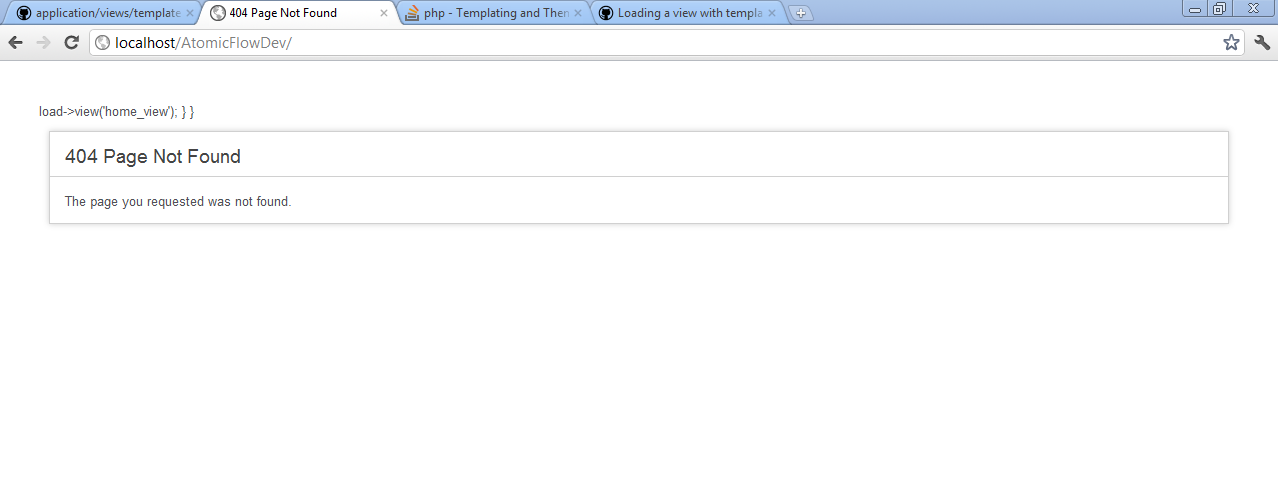 application/views/template
404 Page Not Found
php - Templating and Then
Loading a view with templa
localhost/AtomicFlowDev/
load->view('home_view'); } }
404 Page Not Found
The page you requested was not found.